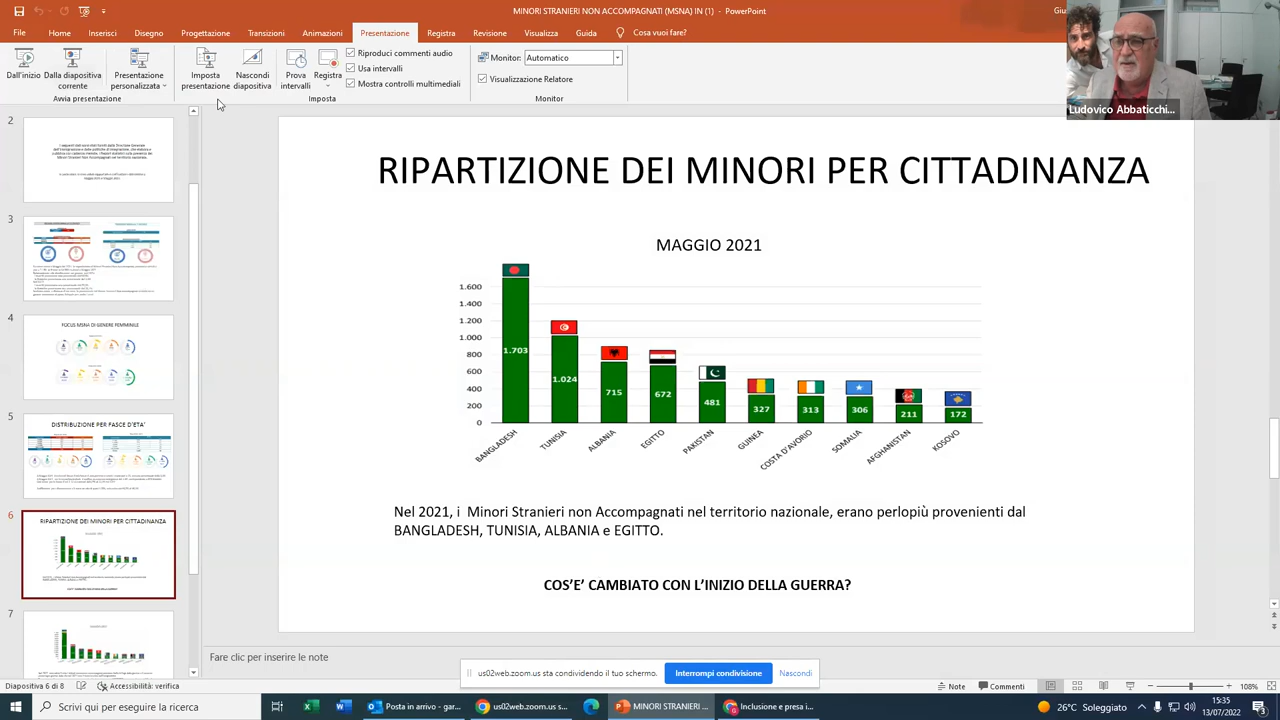 MINORI STRANIERI NON ACCOMPAGNATI (MSNA) IN (1) - PowerPoint
File Home Inserisci Disegno Progettazione Transizioni Animazioni Presentazione Registra Revisione Visualizza Guida Cosa vuoi fare?
Dall'inizio
Dalla diapositiva corrente
Presentazione personalizzata
Avvia presentazione
Imposta presentazione
Nascondi diapositiva
Prova intervalli
Registra
Riproduci commenti audio
Usa intervalli
Mostra controlli multimediali
Imposta
Monitor: Automatico
Visualizzazione Relatore
Monitor
Ludovico Abbaticchi...
2
3
4
FOCUS MSNA DI GENERE FEMMINILE
5
DISTRIBUZIONE PER FASCE D'ETA'
6
RIPARTIZIONE DEI MINORI PER CITTADINANZA
7
RIPARTIZIONE DEI MINORI PER CITTADINANZA
MAGGIO 2021
1.600
1.400
1.200
1.000
800
600
400
200
0
1.703
1.024
715
672
481
327
313
306
211
172
BANGLADESH
TUNISIA
ALBANIA
EGITTO
PAKISTAN
GUINEA
COSTA D'AVORIO
SOMALIA
AFGHANISTAN
KOSOVO
Nel 2021, i Minori Stranieri non Accompagnati nel territorio nazionale, erano perlopiù provenienti dal
BANGLADESH, TUNISIA, ALBANIA e EGITTO.
COS'E' CAMBIATO CON L'INIZIO DELLA GUERRA?
Fare clic per inserire le note
us02web.zoom.us sta condividendo il tuo schermo. Interrompi condivisione Nascondi
Diapositiva 6 di 8 Accessibilità: verifica Note Commenti 108%
Scrivi qui per eseguire la ricerca
Posta in arrivo - gar...
us02web.zoom.us s...
MINORI STRANIERI ...
Inclusione e presa i...
26°C Soleggiato
15:35
13/07/2022